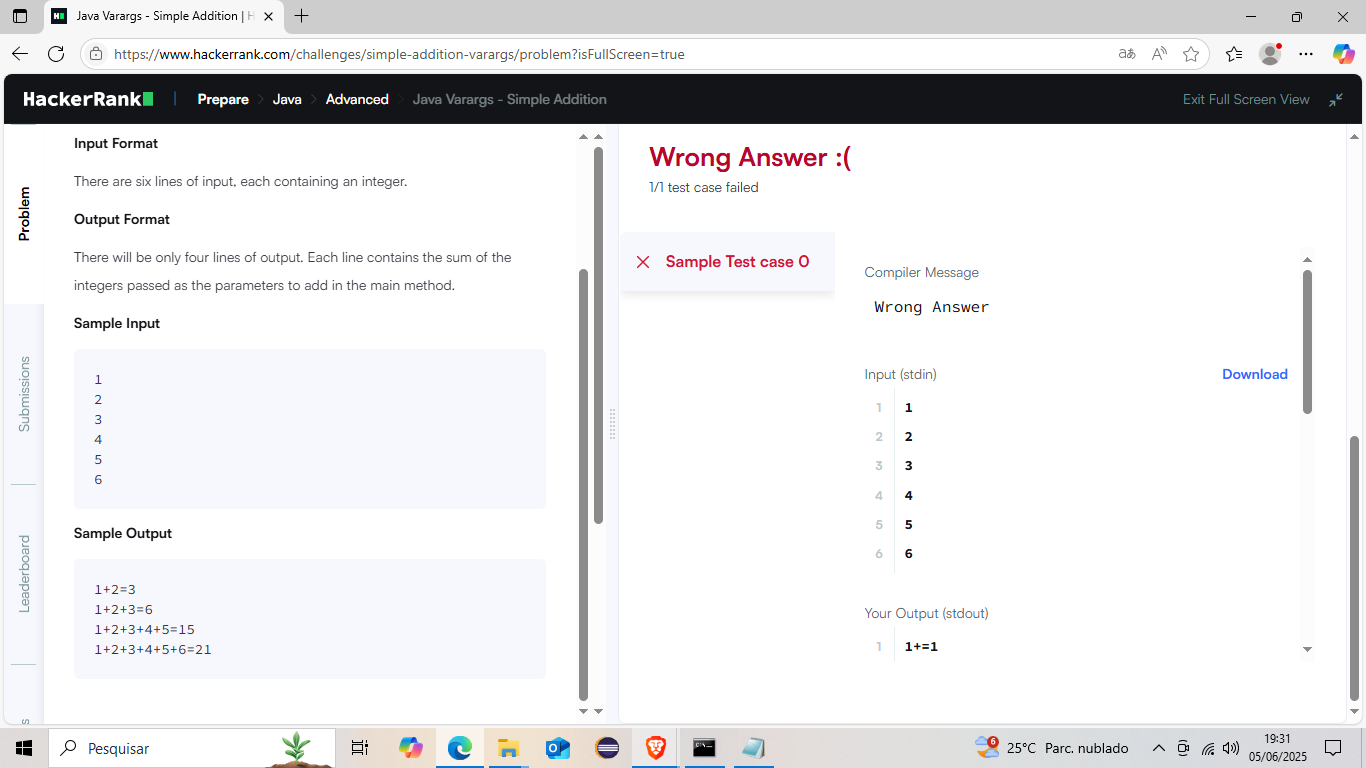 Java Varargs - Simple Addition | H
https://www.hackerrank.com/challenges/simple-addition-varargs/problem?isFullScreen=true
HackerRank
Prepare
Java
Advanced
Java Varargs - Simple Addition
Exit Full Screen View
Problem
Submissions
Leaderboard
Input Format
There are six lines of input, each containing an integer.
Output Format
There will be only four lines of output. Each line contains the sum of the
integers passed as the parameters to add in the main method.
Sample Input
1
2
3
4
5
6
Sample Output
1+2=3
1+2+3=6
1+2+3+4+5=15
1+2+3+4+5+6=21
Wrong Answer :(
1/1 test case failed
Sample Test case 0
Compiler Message
Wrong Answer
Input (stdin)
Download
1 1
2 2
3 3
4 4
5 5
6 6
Your Output (stdout)
1 1+=1
Pesquisar
6
25°C Parc. nublado
19:31
05/06/2025